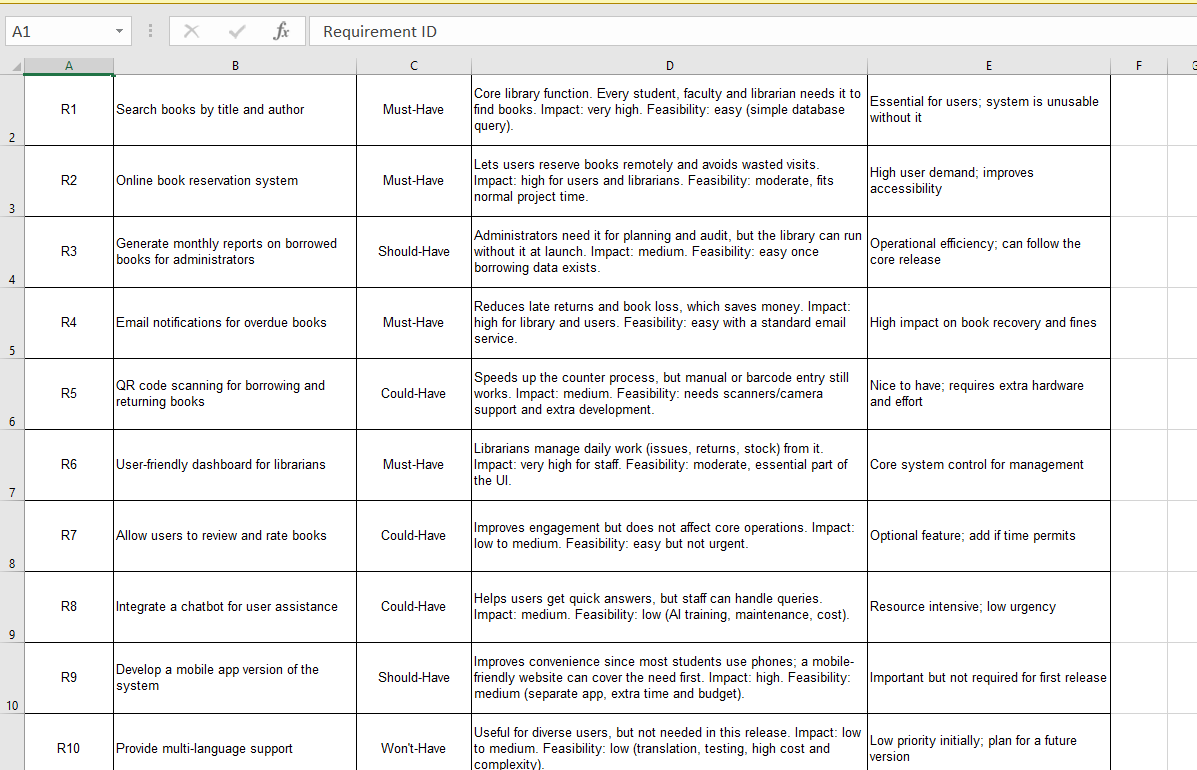 A1
fx
Requirement ID
A B C D E F G
2
R1
Search books by title and author
Must-Have
Core library function. Every student, faculty and librarian needs it to
find books. Impact: very high. Feasibility: easy (simple database
query).
Essential for users; system is unusable
without it
3
R2
Online book reservation system
Must-Have
Lets users reserve books remotely and avoids wasted visits.
Impact: high for users and librarians. Feasibility: moderate, fits
normal project time.
High user demand; improves
accessibility
4
R3
Generate monthly reports on borrowed
books for administrators
Should-Have
Administrators need it for planning and audit, but the library can run
without it at launch. Impact: medium. Feasibility: easy once
borrowing data exists.
Operational efficiency; can follow the
core release
5
R4
Email notifications for overdue books
Must-Have
Reduces late returns and book loss, which saves money. Impact:
high for library and users. Feasibility: easy with a standard email
service.
High impact on book recovery and fines
6
R5
QR code scanning for borrowing and
returning books
Could-Have
Speeds up the counter process, but manual or barcode entry still
works. Impact: medium. Feasibility: needs scanners/camera
support and extra development.
Nice to have; requires extra hardware
and effort
7
R6
User-friendly dashboard for librarians
Must-Have
Librarians manage daily work (issues, returns, stock) from it.
Impact: very high for staff. Feasibility: moderate, essential part of
the UI.
Core system control for management
8
R7
Allow users to review and rate books
Could-Have
Improves engagement but does not affect core operations. Impact:
low to medium. Feasibility: easy but not urgent.
Optional feature; add if time permits
9
R8
Integrate a chatbot for user assistance
Could-Have
Helps users get quick answers, but staff can handle queries.
Impact: medium. Feasibility: low (AI training, maintenance, cost).
Resource intensive; low urgency
10
R9
Develop a mobile app version of the
system
Should-Have
Improves convenience since most students use phones; a mobile-
friendly website can cover the need first. Impact: high. Feasibility:
medium (separate app, extra time and budget).
Important but not required for first release
R10
Provide multi-language support
Won't-Have
Useful for diverse users, but not needed in this release. Impact: low
to medium. Feasibility: low (translation, testing, high cost and
complexity).
Low priority initially; plan for a future
version